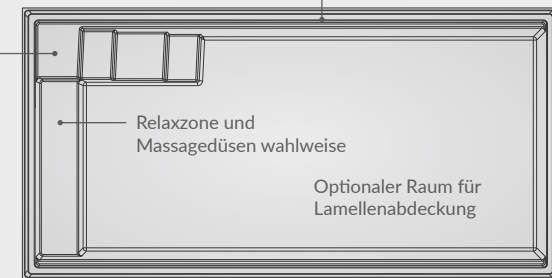 Relaxzone und
Massagedüsen wahlweise
Optionaler Raum für
Lamellenabdeckung